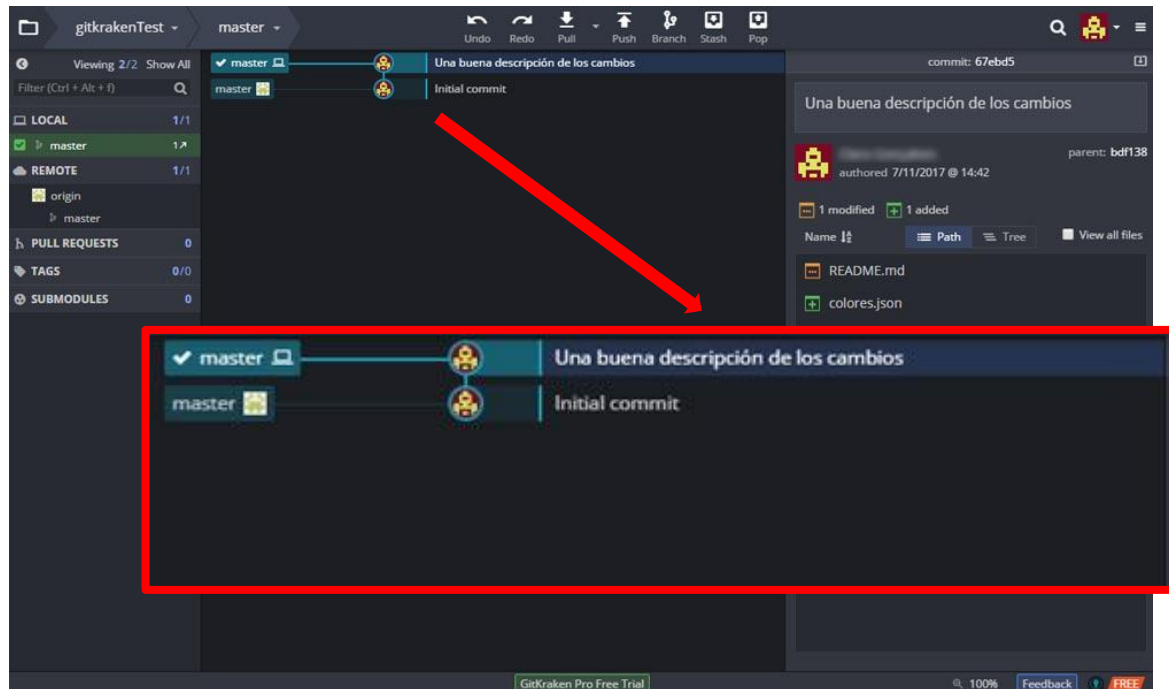 gitkrakenTest
master
Undo
Redo
Pull
Push
Branch
Stash
Pop
Viewing 2/2 Show All
Filter (Ctrl + Alt + f)
LOCAL 1/1
master 1
REMOTE 1/1
origin
master
PULL REQUESTS 0
TAGS 0/0
SUBMODULES 0
master
Una buena descripción de los cambios
master
Initial commit
commit: 67ebd5
Una buena descripción de los cambios
parent: bdf138
authored 7/11/2017 @ 14:42
1 modified 1 added
Name Path Tree View all files
README.md
colores.json
master Una buena descripción de los cambios
master Initial commit
GitKraken Pro Free Trial
100% Feedback FREE